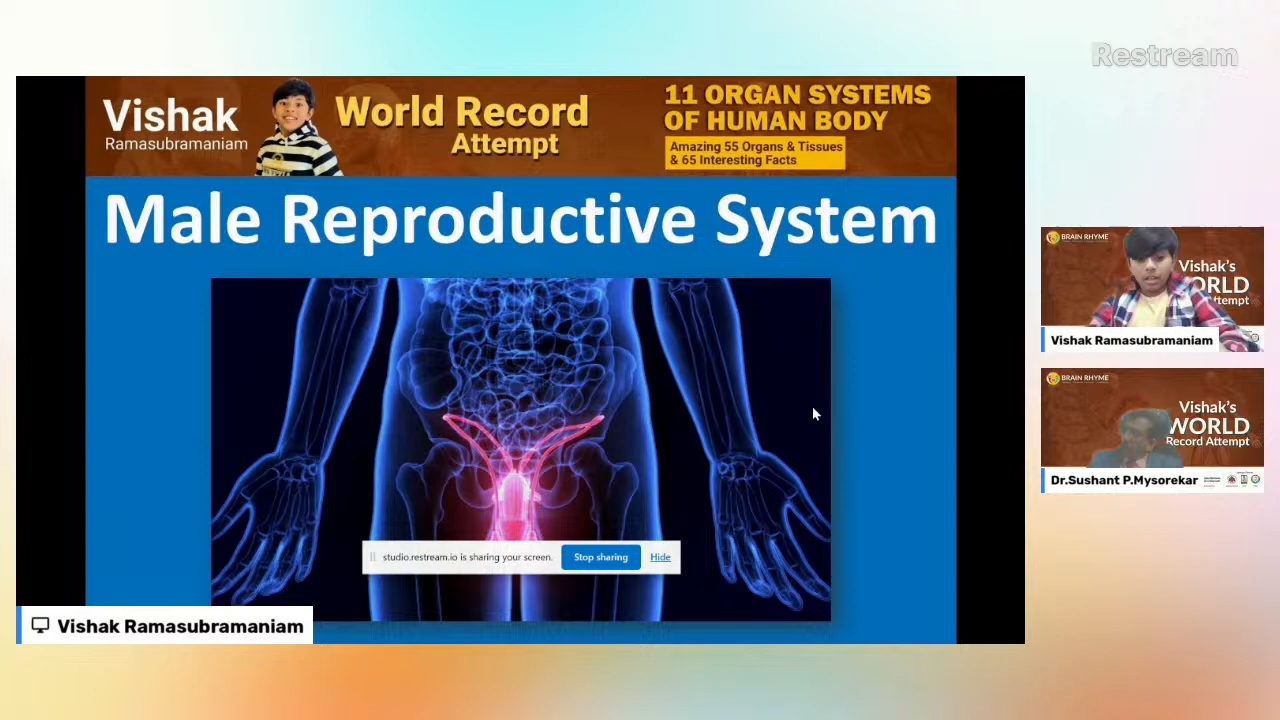 Restream
Vishak
Ramasubramaniam
World Record
Attempt
11 ORGAN SYSTEMS
OF HUMAN BODY
Amazing 55 Organs & Tissues
& 65 Interesting Facts
Male Reproductive System
studio.restream.io is sharing your screen.
Stop sharing
Hide
Vishak Ramasubramaniam
BRAIN RHYME
Vishak's
ORLD
ttempt
Vishak Ramasubramaniam
BRAIN RHYME
Vishak's
WORLD
Record Attempt
Dr.Sushant P.Mysorekar